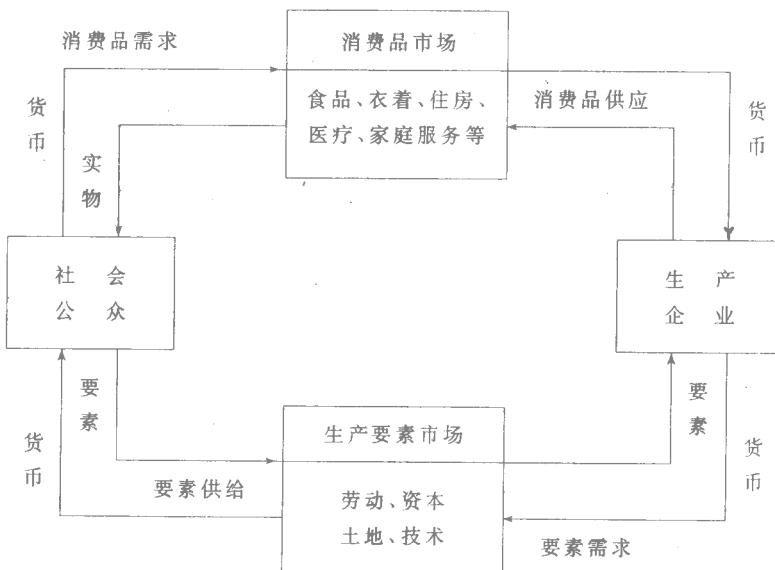 消费品需求
消费品市场
食品、衣着、住房、
医疗、家庭服务等
消费品供应
货币
实物
货币
社会
公众
生产
企业
要素
货币
生产要素市场
要素供给
劳动、资本
土地、技术
要素
货币
要素需求